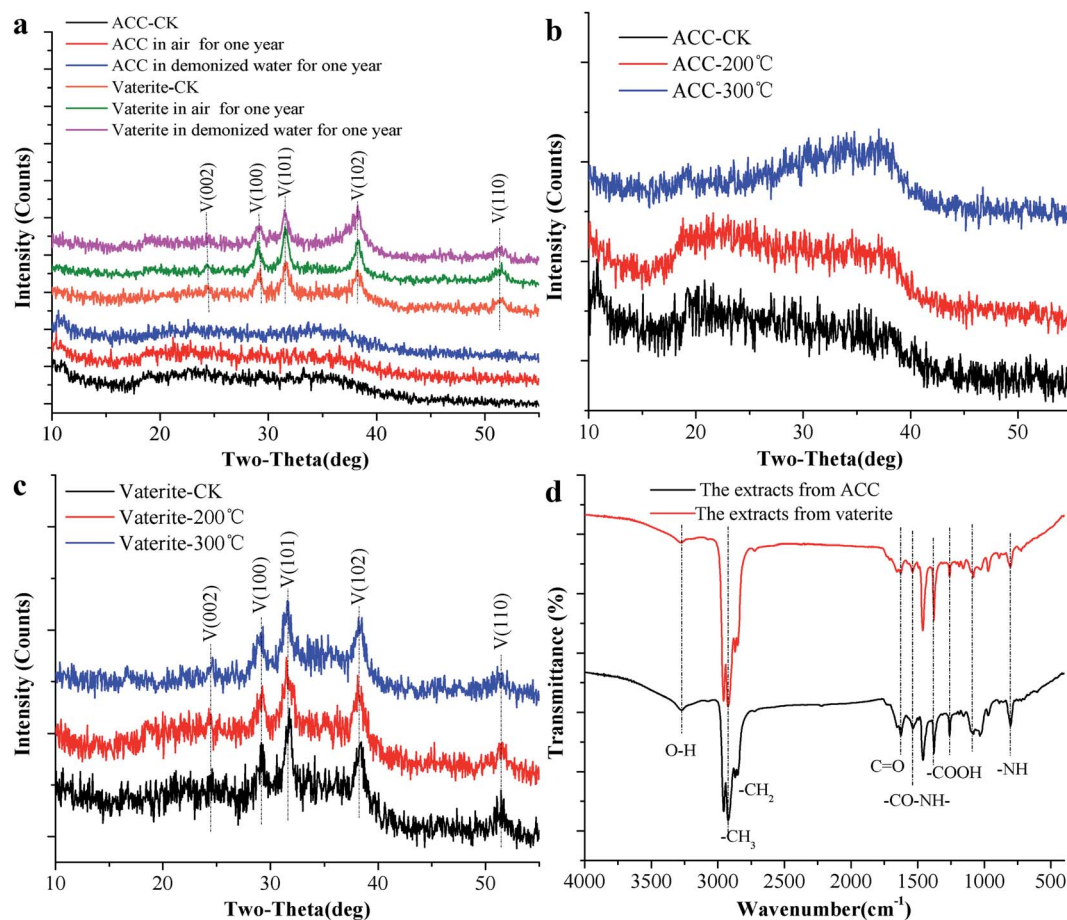 a
ACC-CK
ACC in air for one year
ACC in demonized water for one year
Vaterite-CK
Vaterite in air for one year
Vaterite in demonized water for one year
V(002)
V(100)
V(101)
V(102)
V(110)
Intensity (Counts)
10 20 30 40 50
Two-Theta(deg)
b
ACC-CK
ACC-200℃
ACC-300℃
Intensity (Counts)
10 20 30 40 50
Two-Theta(deg)
c
Vaterite-CK
Vaterite-200℃
Vaterite-300℃
V(002)
V(100)
V(101)
V(102)
V(110)
Intensity (Counts)
10 20 30 40 50
Two-Theta(deg)
d
The extracts from ACC
The extracts from vaterite
Transmittance (%)
O-H
-CH3
-CH2
C=O
-CO-NH-
-COOH
-NH
4000 3500 3000 2500 2000 1500 1000 500
Wavenumber(cm-1)